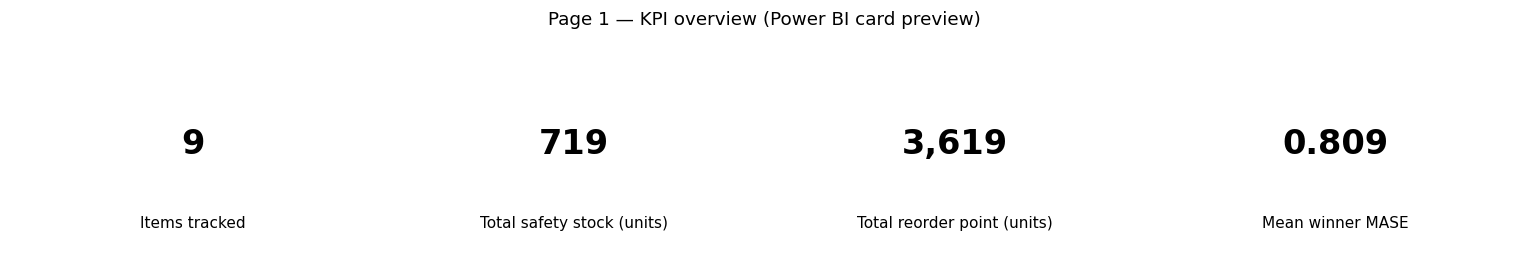 Page 1 — KPI overview (Power BI card preview)
9
719
3,619
0.809
Items tracked
Total safety stock (units)
Total reorder point (units)
Mean winner MASE